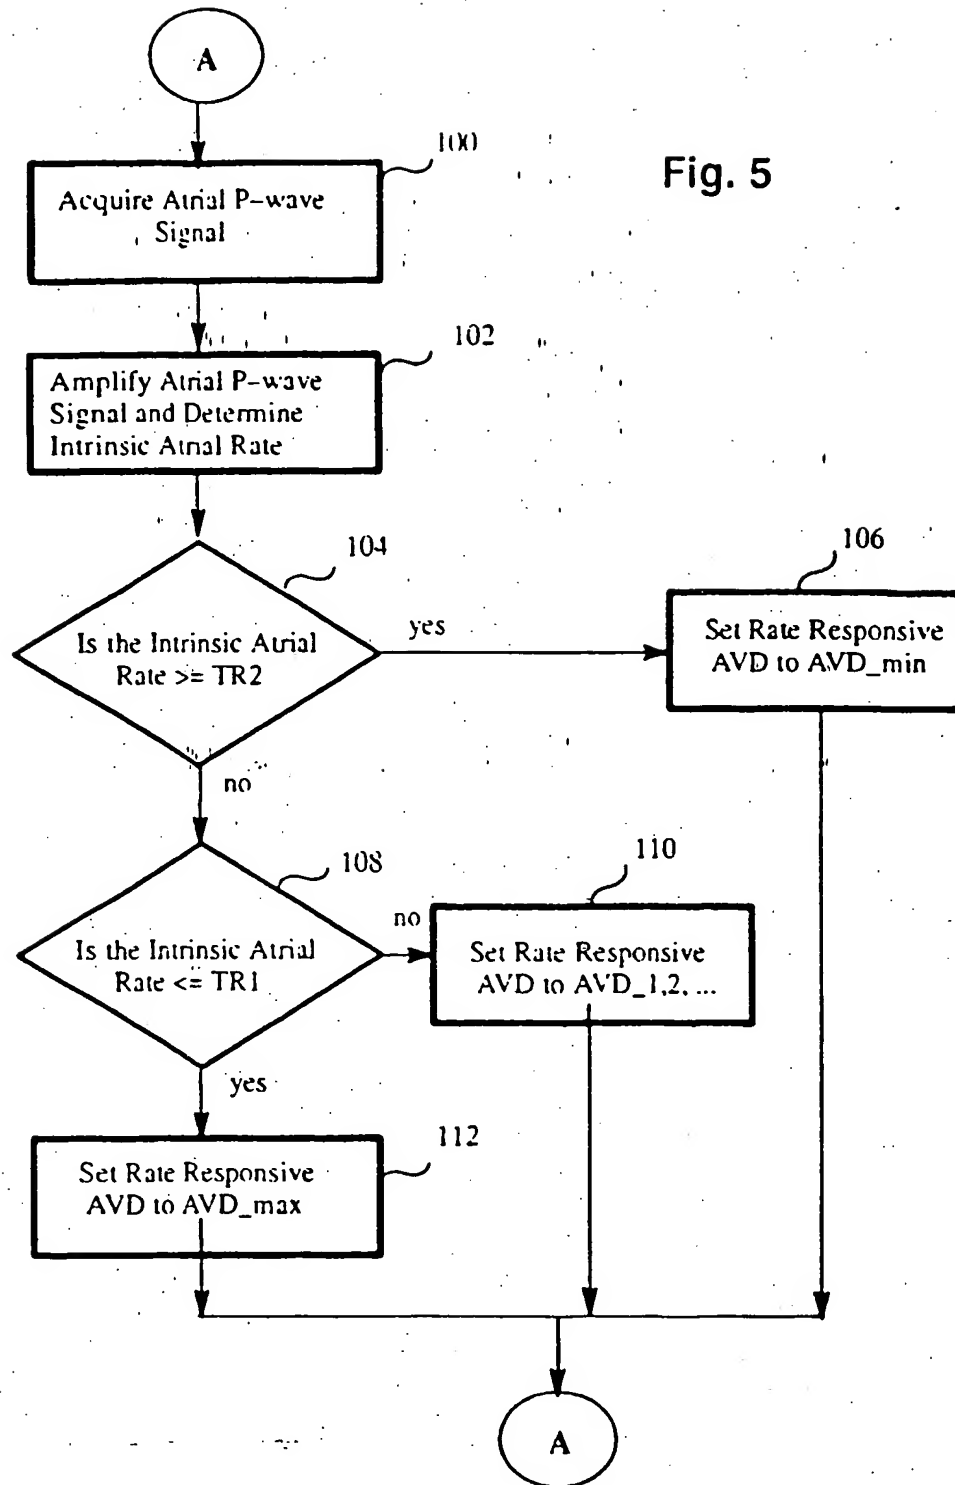 A
100
Fig. 5
Acquire Atrial P-wave
Signal
102
Amplify Atrial P-wave
Signal and Determine
Intrinsic Atrial Rate
104
Is the Intrinsic Atrial
Rate >= TR2
yes
106
Set Rate Responsive
AVD to AVD_min
no
108
Is the Intrinsic Atrial
Rate <= TR1
no
110
Set Rate Responsive
AVD to AVD_1,2, ...
yes
112
Set Rate Responsive
AVD to AVD_max
A